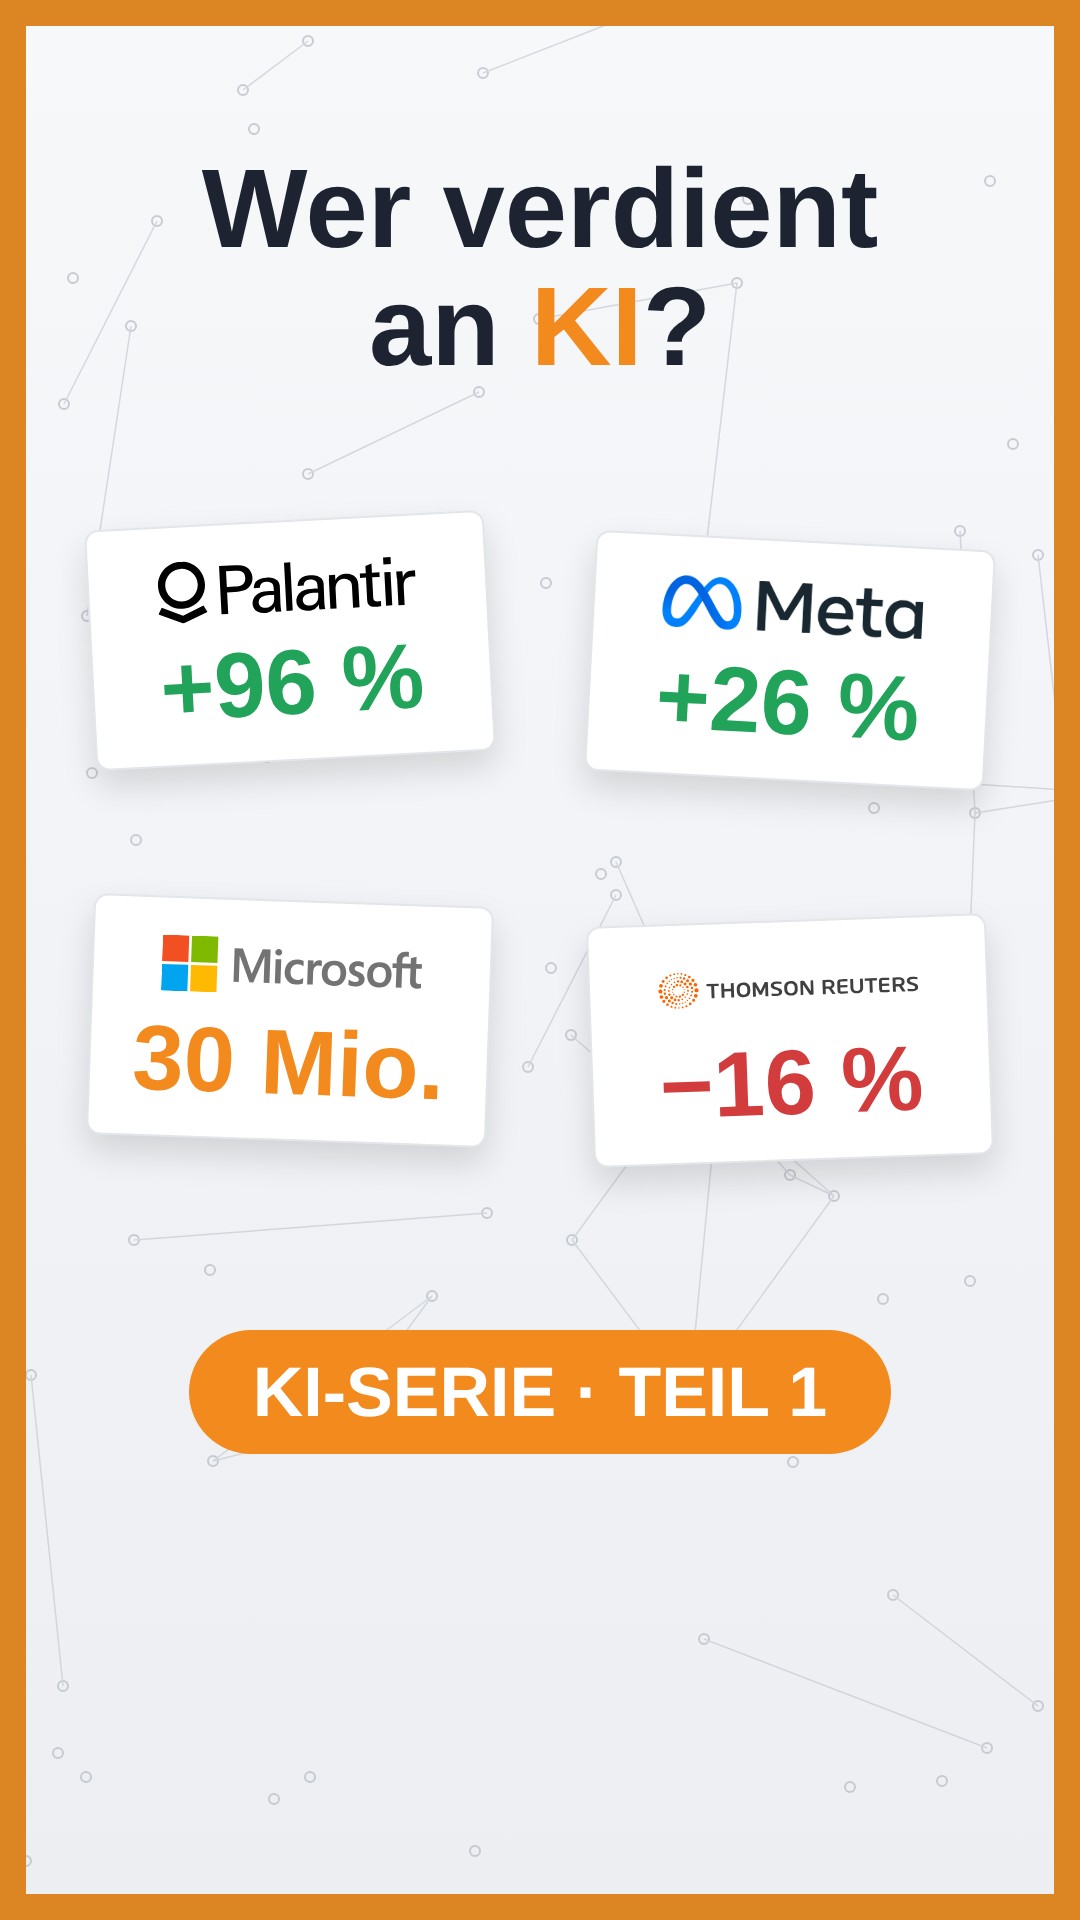 Wer verdient
an KI?
Palantir
+96 %
Meta
+26 %
Microsoft
30 Mio.
THOMSON REUTERS
−16 %
KI-SERIE · TEIL 1